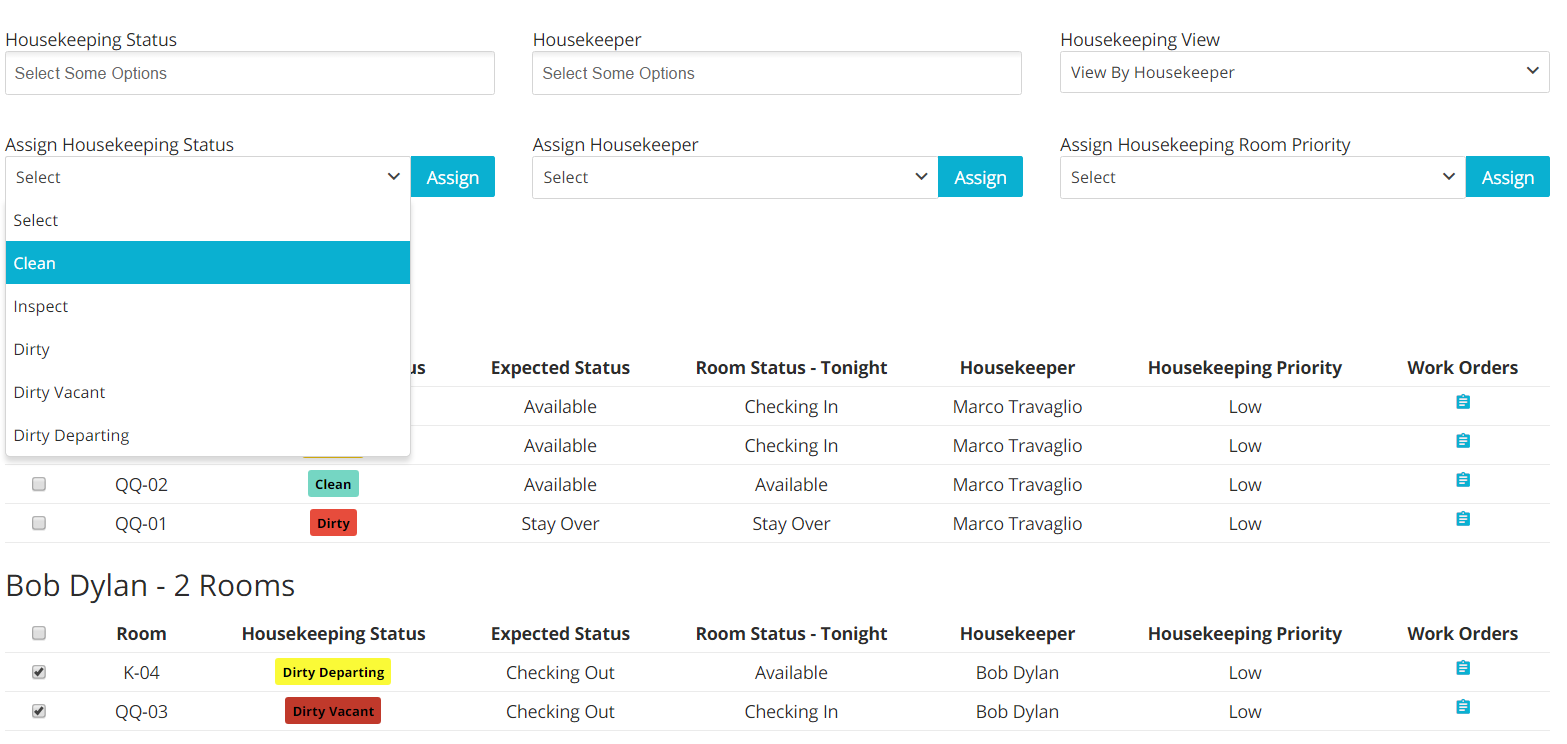 Housekeeping Status Housekeeper Housekeeping View
Select Some Options Select Some Options View By Housekeeper
Assign Housekeeping Status Assign Housekeeper Assign Housekeeping Room Priority
Select Assign Select Assign Select Assign
Select
Clean
Inspect
Dirty
Dirty Vacant
Dirty Departing
Expected Status Room Status - Tonight Housekeeper Housekeeping Priority Work Orders
Available Checking In Marco Travaglio Low
Available Checking In Marco Travaglio Low
QQ-02 Clean Available Available Marco Travaglio Low
QQ-01 Dirty Stay Over Stay Over Marco Travaglio Low
Bob Dylan - 2 Rooms
Room Housekeeping Status Expected Status Room Status - Tonight Housekeeper Housekeeping Priority Work Orders
K-04 Dirty Departing Checking Out Available Bob Dylan Low
QQ-03 Dirty Vacant Checking Out Checking In Bob Dylan Low